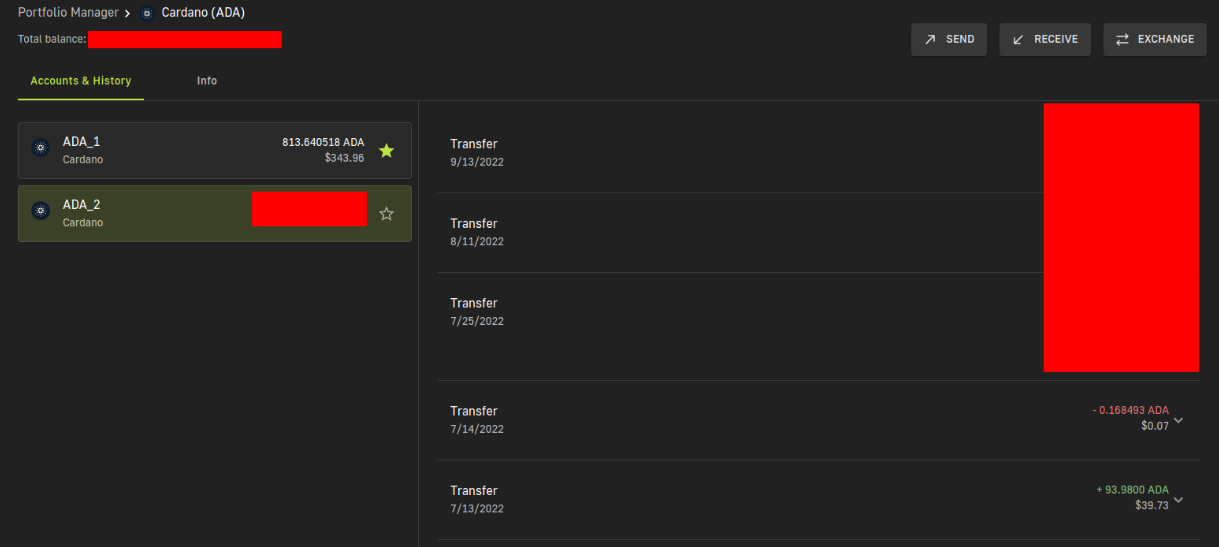 Portfolio Manager › Cardano (ADA)
Total balance:
SEND
RECEIVE
EXCHANGE
Accounts & History
Info
ADA_1
813.640518 ADA
Cardano
$343.96
ADA_2
Cardano
Transfer
9/13/2022
Transfer
8/11/2022
Transfer
7/25/2022
Transfer
- 0.168493 ADA
7/14/2022
$0.07
Transfer
+ 93.9800 ADA
7/13/2022
$39.73